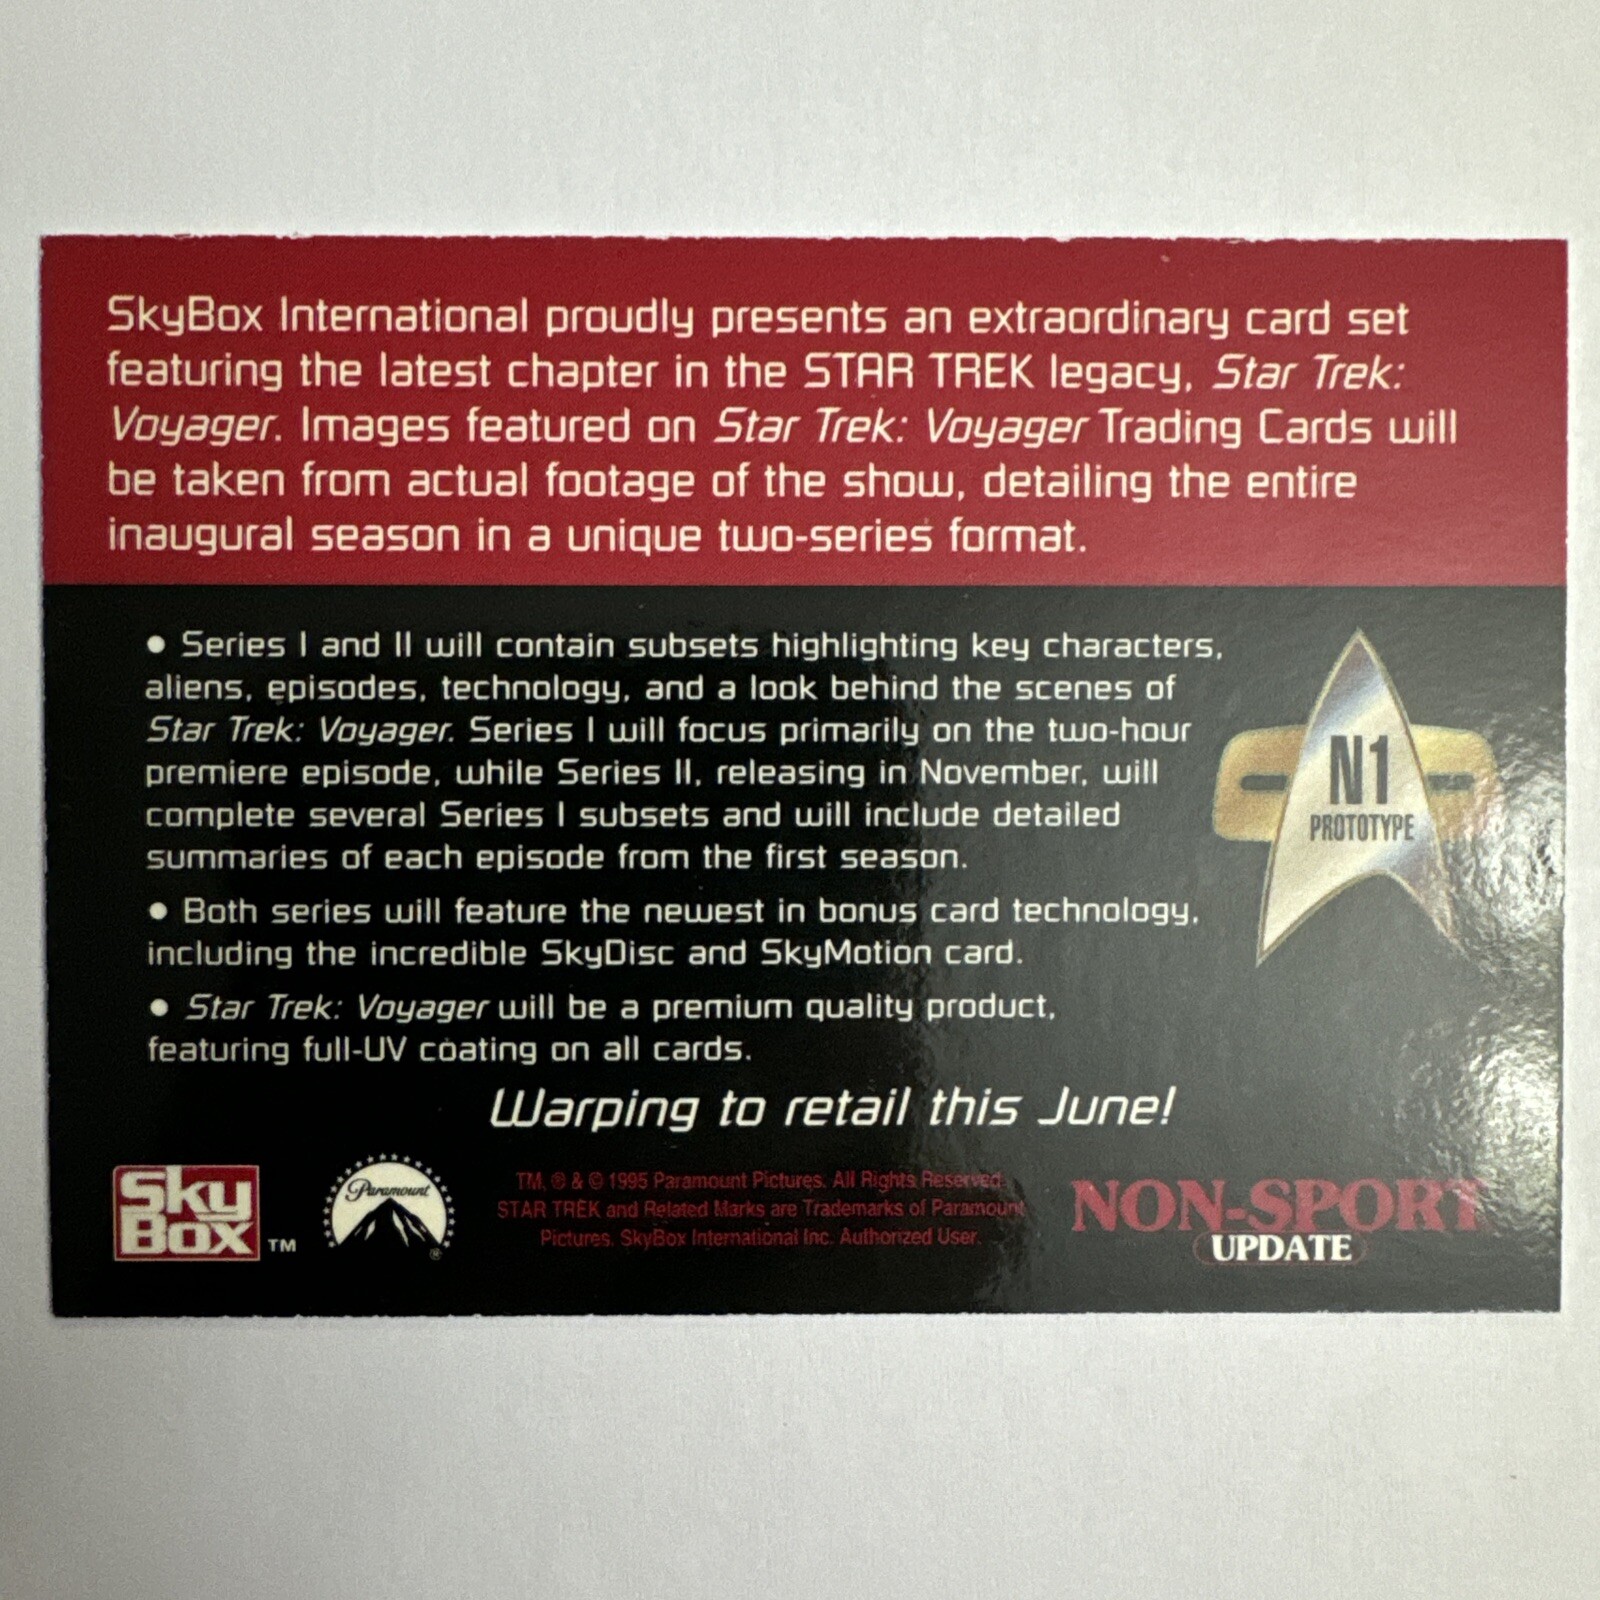 SkyBox International proudly presents an extraordinary card set
featuring the latest chapter in the STAR TREK legacy, Star Trek:
Voyager. Images featured on Star Trek: Voyager Trading Cards will
be taken from actual footage of the show, detailing the entire
inaugural season in a unique two-series format.
• Series I and II will contain subsets highlighting key characters,
aliens, episodes, technology, and a look behind the scenes of
Star Trek: Voyager. Series I will focus primarily on the two-hour
premiere episode, while Series II, releasing in November, will
complete several Series I subsets and will include detailed
summaries of each episode from the first season.
N1
PROTOTYPE
• Both series will feature the newest in bonus card technology,
including the incredible SkyDisc and SkyMotion card.
• Star Trek: Voyager will be a premium quality product,
featuring full-UV coating on all cards.
Warping to retail this June!
Sky
Box ™
Paramount ®
TM, ® & © 1995 Paramount Pictures. All Rights Reserved.
STAR TREK and Related Marks are Trademarks of Paramount
Pictures. SkyBox International Inc. Authorized User.
NON-SPORT
UPDATE